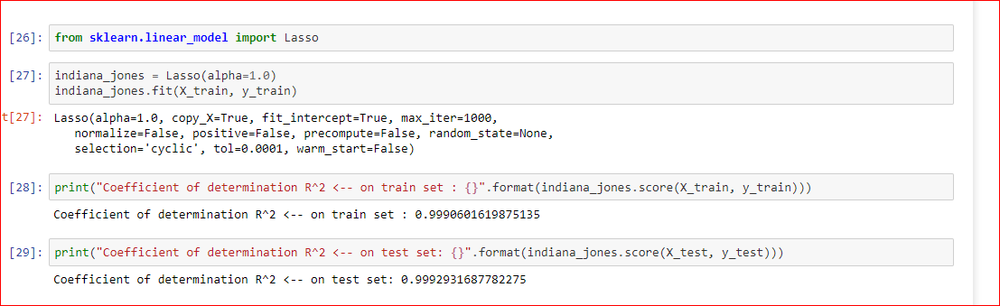 [26]: from sklearn.linear_model import Lasso
[27]: indiana_jones = Lasso(alpha=1.0)
indiana_jones.fit(X_train, y_train)
t[27]: Lasso(alpha=1.0, copy_X=True, fit_intercept=True, max_iter=1000,
normalize=False, positive=False, precompute=False, random_state=None,
selection='cyclic', tol=0.0001, warm_start=False)
[28]: print("Coefficient of determination R^2 <-- on train set : {}".format(indiana_jones.score(X_train, y_train)))
Coefficient of determination R^2 <-- on train set : 0.9990601619875135
[29]: print("Coefficient of determination R^2 <-- on test set: {}".format(indiana_jones.score(X_test, y_test)))
Coefficient of determination R^2 <-- on test set: 0.9992931687782275